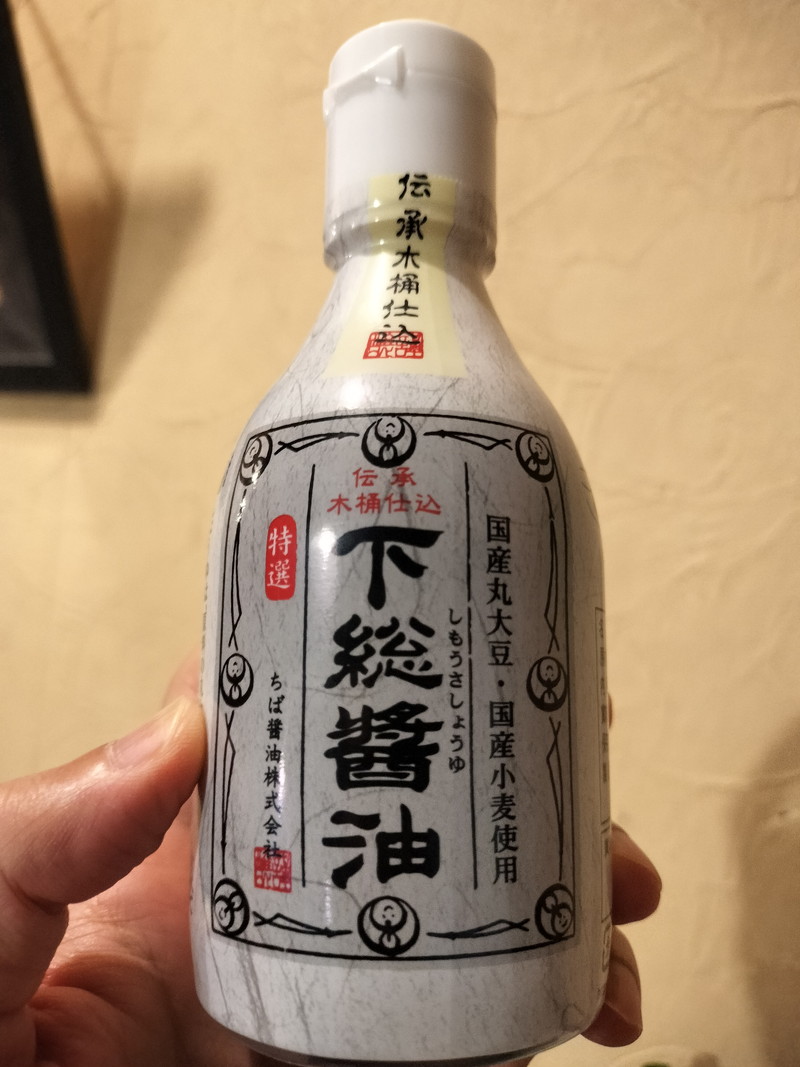 伝承木桶仕込
伝承
木桶仕込
国産丸大豆・国産小麦使用
下総醤油
しもうさしょうゆ
特選
ちば醤油株式会社